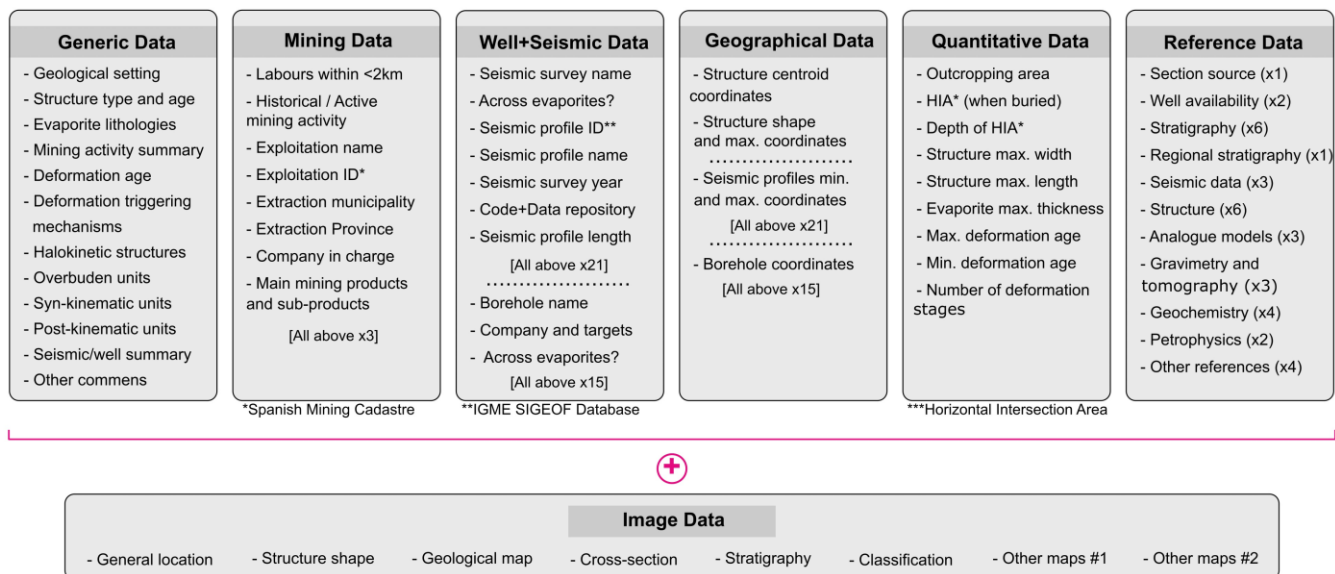 Generic Data
- Geological setting
- Structure type and age
- Evaporite lithologies
- Mining activity summary
- Deformation age
- Deformation triggering
mechanisms
- Halokinetic structures
- Overbuden units
- Syn-kinematic units
- Post-kinematic units
- Seismic/well summary
- Other commens
Mining Data
- Labours within <2km
- Historical / Active
mining activity
- Exploitation name
- Exploitation ID*
- Extraction municipality
- Extraction Province
- Company in charge
- Main mining products
and sub-products
[All above x3]
*Spanish Mining Cadastre
Well+Seismic Data
- Seismic survey name
- Across evaporites?
- Seismic profile ID**
- Seismic profile name
- Seismic survey year
- Code+Data repository
- Seismic profile length
[All above x21]
- Borehole name
- Company and targets
- Across evaporites?
[All above x15]
**IGME SIGEOF Database
Geographical Data
- Structure centroid
coordinates
- Structure shape
and max. coordinates
- Seismic profiles min.
and max. coordinates
[All above x21]
- Borehole coordinates
[All above x15]
Quantitative Data
- Outcropping area
- HIA* (when buried)
- Depth of HIA*
- Structure max. width
- Structure max. length
- Evaporite max. thickness
- Max. deformation age
- Min. deformation age
- Number of deformation
stages
***Horizontal Intersection Area
Reference Data
- Section source (x1)
- Well availability (x2)
- Stratigraphy (x6)
- Regional stratigraphy (x1)
- Seismic data (x3)
- Structure (x6)
- Analogue models (x3)
- Gravimetry and
tomography (x3)
- Geochemistry (x4)
- Petrophysics (x2)
- Other references (x4)
+
Image Data
- General location - Structure shape - Geological map - Cross-section - Stratigraphy - Classification - Other maps #1 - Other maps #2